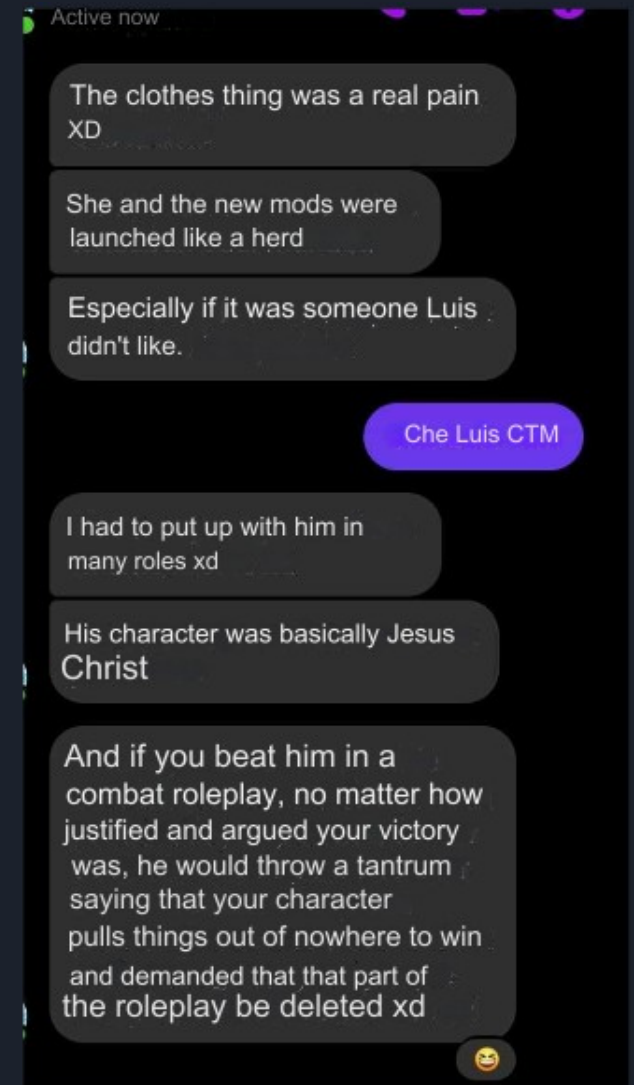 Active now
The clothes thing was a real pain
XD
She and the new mods were
launched like a herd
Especially if it was someone Luis
didn't like.
Che Luis CTM
I had to put up with him in
many roles xd
His character was basically Jesus
Christ
And if you beat him in a
combat roleplay, no matter how
justified and argued your victory
was, he would throw a tantrum
saying that your character
pulls things out of nowhere to win
and demanded that that part of
the roleplay be deleted xd